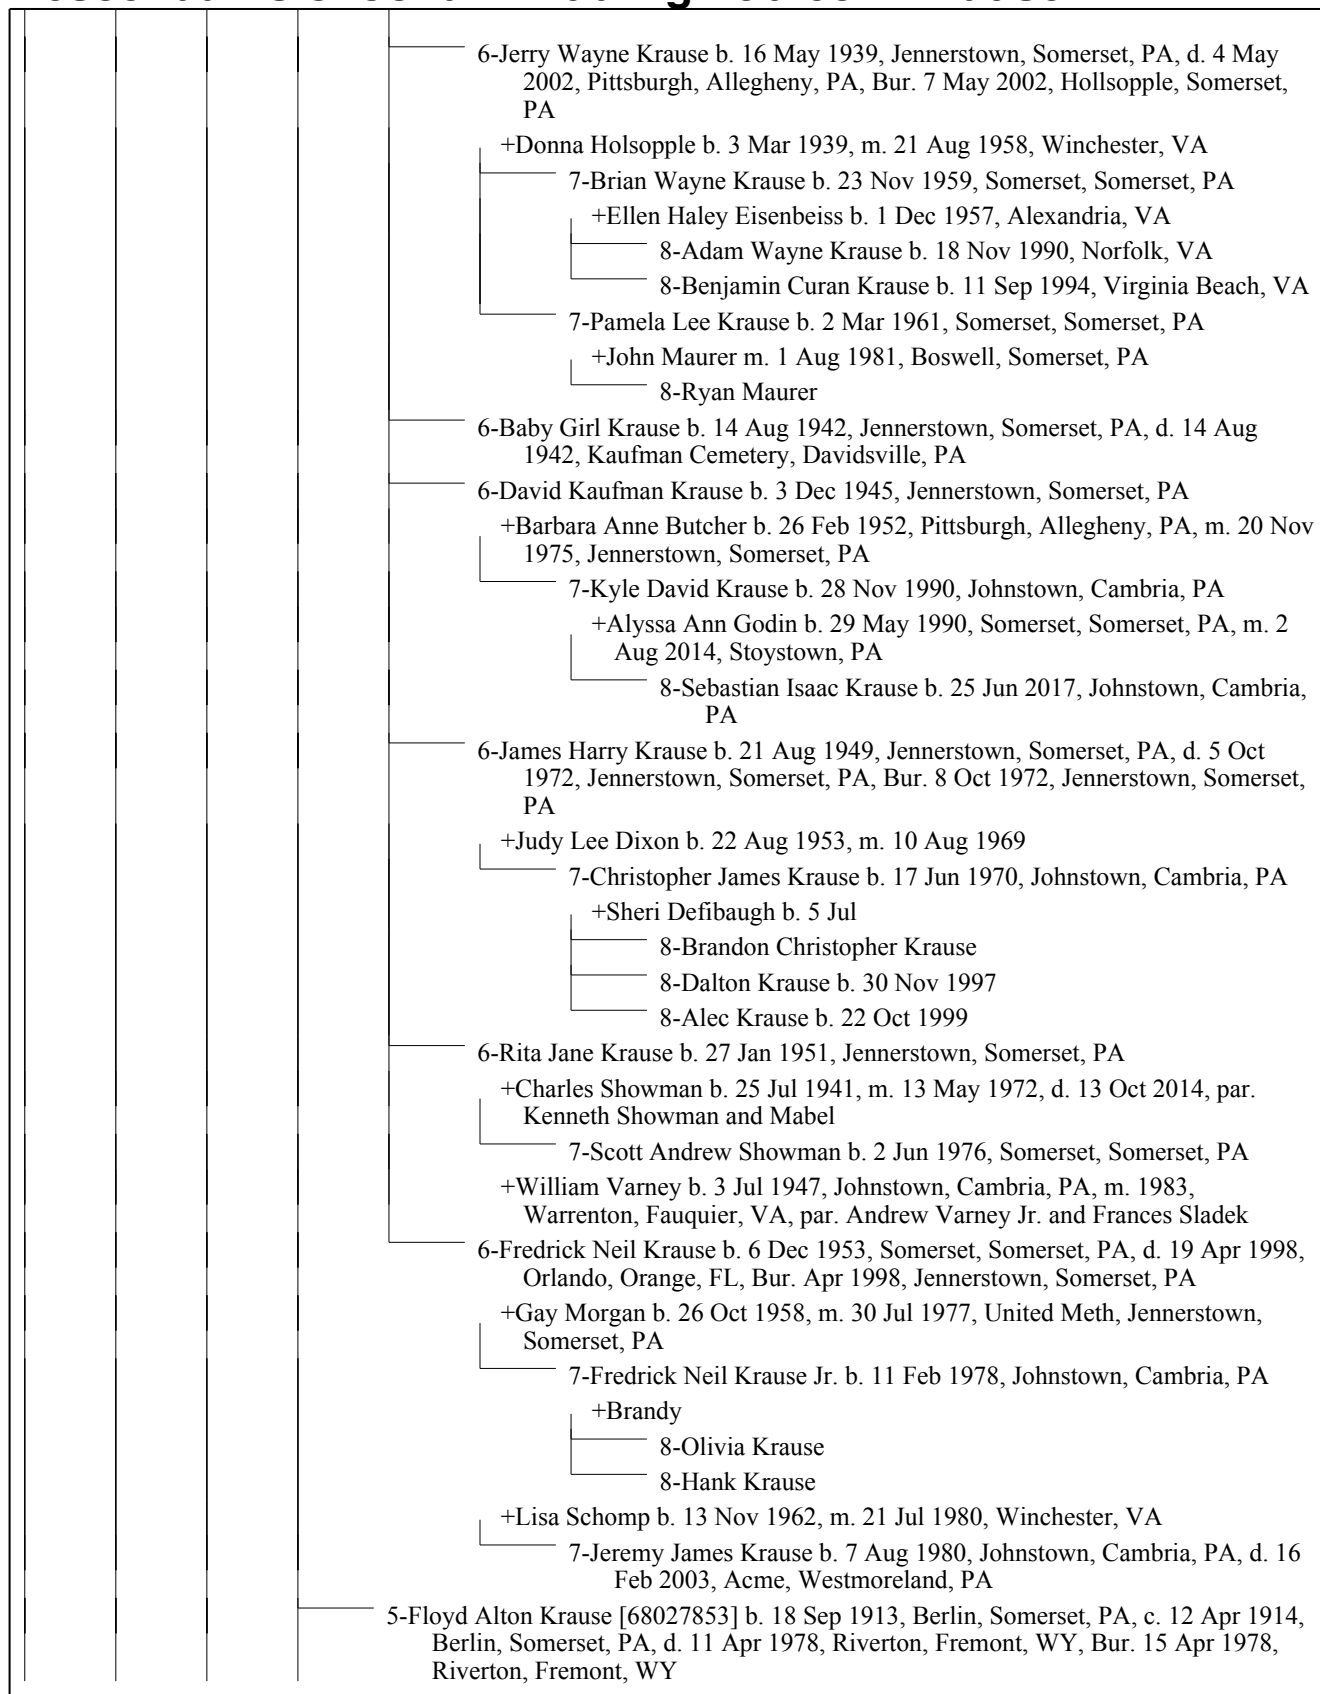 6-Jerry Wayne Krause b. 16 May 1939, Jennerstown, Somerset, PA, d. 4 May
2002, Pittsburgh, Allegheny, PA, Bur. 7 May 2002, Hollsopple, Somerset,
PA
+Donna Holsopple b. 3 Mar 1939, m. 21 Aug 1958, Winchester, VA
7-Brian Wayne Krause b. 23 Nov 1959, Somerset, Somerset, PA
+Ellen Haley Eisenbeiss b. 1 Dec 1957, Alexandria, VA
8-Adam Wayne Krause b. 18 Nov 1990, Norfolk, VA
8-Benjamin Curan Krause b. 11 Sep 1994, Virginia Beach, VA
7-Pamela Lee Krause b. 2 Mar 1961, Somerset, Somerset, PA
+John Maurer m. 1 Aug 1981, Boswell, Somerset, PA
8-Ryan Maurer
6-Baby Girl Krause b. 14 Aug 1942, Jennerstown, Somerset, PA, d. 14 Aug
1942, Kaufman Cemetery, Davidsville, PA
6-David Kaufman Krause b. 3 Dec 1945, Jennerstown, Somerset, PA
+Barbara Anne Butcher b. 26 Feb 1952, Pittsburgh, Allegheny, PA, m. 20 Nov
1975, Jennerstown, Somerset, PA
7-Kyle David Krause b. 28 Nov 1990, Johnstown, Cambria, PA
+Alyssa Ann Godin b. 29 May 1990, Somerset, Somerset, PA, m. 2
Aug 2014, Stoystown, PA
8-Sebastian Isaac Krause b. 25 Jun 2017, Johnstown, Cambria,
PA
6-James Harry Krause b. 21 Aug 1949, Jennerstown, Somerset, PA, d. 5 Oct
1972, Jennerstown, Somerset, PA, Bur. 8 Oct 1972, Jennerstown, Somerset,
PA
+Judy Lee Dixon b. 22 Aug 1953, m. 10 Aug 1969
7-Christopher James Krause b. 17 Jun 1970, Johnstown, Cambria, PA
+Sheri Defibaugh b. 5 Jul
8-Brandon Christopher Krause
8-Dalton Krause b. 30 Nov 1997
8-Alec Krause b. 22 Oct 1999
6-Rita Jane Krause b. 27 Jan 1951, Jennerstown, Somerset, PA
+Charles Showman b. 25 Jul 1941, m. 13 May 1972, d. 13 Oct 2014, par.
Kenneth Showman and Mabel
7-Scott Andrew Showman b. 2 Jun 1976, Somerset, Somerset, PA
+William Varney b. 3 Jul 1947, Johnstown, Cambria, PA, m. 1983,
Warrenton, Fauquier, VA, par. Andrew Varney Jr. and Frances Sladek
6-Fredrick Neil Krause b. 6 Dec 1953, Somerset, Somerset, PA, d. 19 Apr 1998,
Orlando, Orange, FL, Bur. Apr 1998, Jennerstown, Somerset, PA
+Gay Morgan b. 26 Oct 1958, m. 30 Jul 1977, United Meth, Jennerstown,
Somerset, PA
7-Fredrick Neil Krause Jr. b. 11 Feb 1978, Johnstown, Cambria, PA
+Brandy
8-Olivia Krause
8-Hank Krause
+Lisa Schomp b. 13 Nov 1962, m. 21 Jul 1980, Winchester, VA
7-Jeremy James Krause b. 7 Aug 1980, Johnstown, Cambria, PA, d. 16
Feb 2003, Acme, Westmoreland, PA
5-Floyd Alton Krause [68027853] b. 18 Sep 1913, Berlin, Somerset, PA, c. 12 Apr 1914,
Berlin, Somerset, PA, d. 11 Apr 1978, Riverton, Fremont, WY, Bur. 15 Apr 1978,
Riverton, Fremont, WY